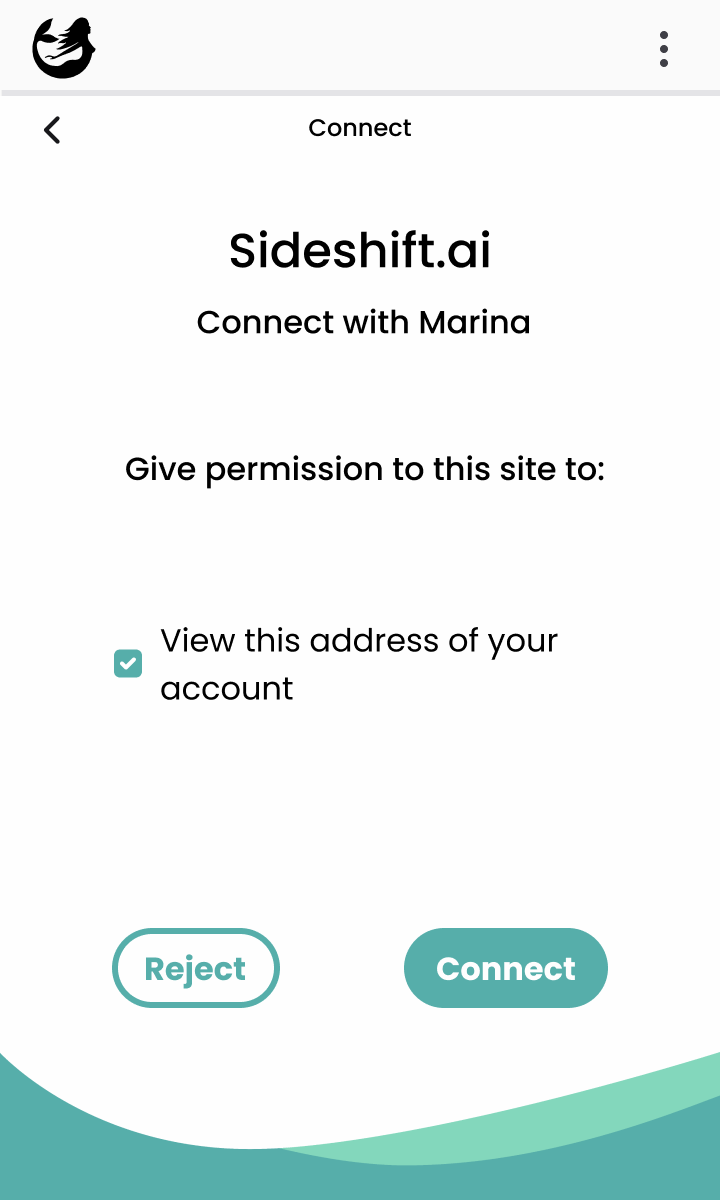 Connect
Sideshift.ai
Connect with Marina
Give permission to this site to:
View this address of your
account
Reject
Connect